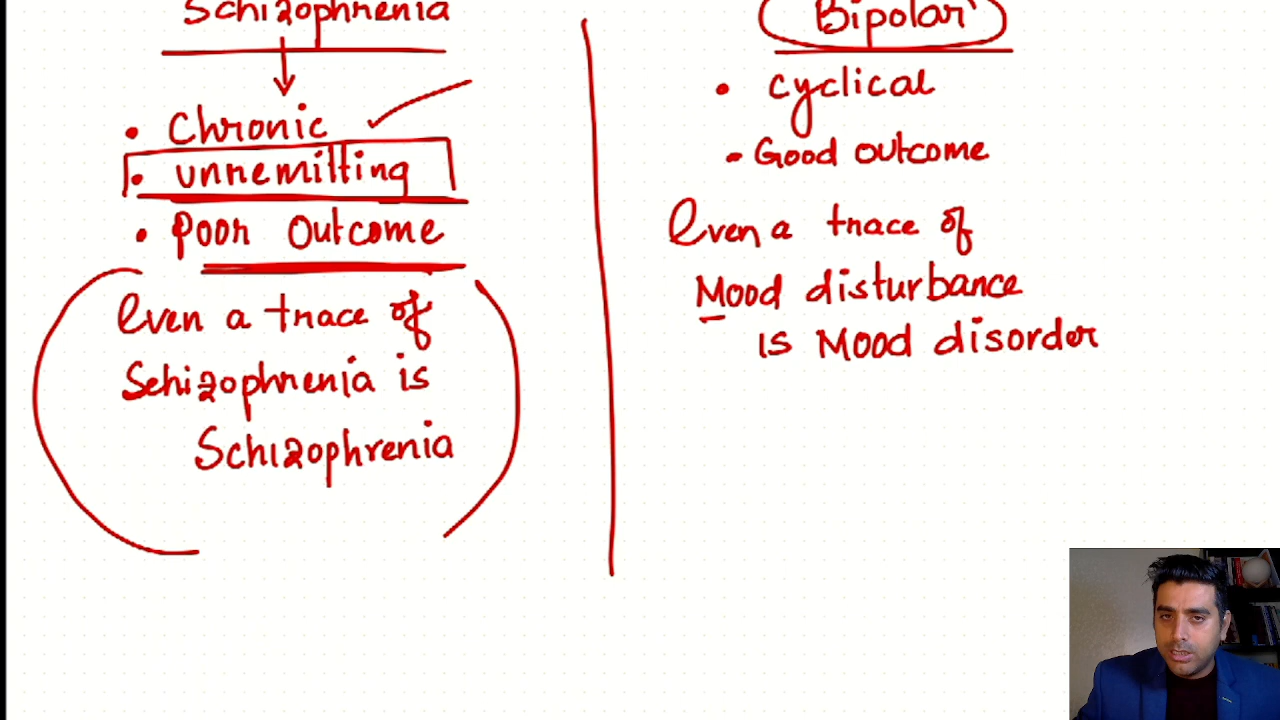 Schizophrenia
• Chronic
• unremitting
• Poor Outcome
Even a trace of
Schizophrenia is
Schizophrenia
Bipolar
• Cyclical
• Good outcome
Even a trace of
Mood disturbance
is Mood disorder